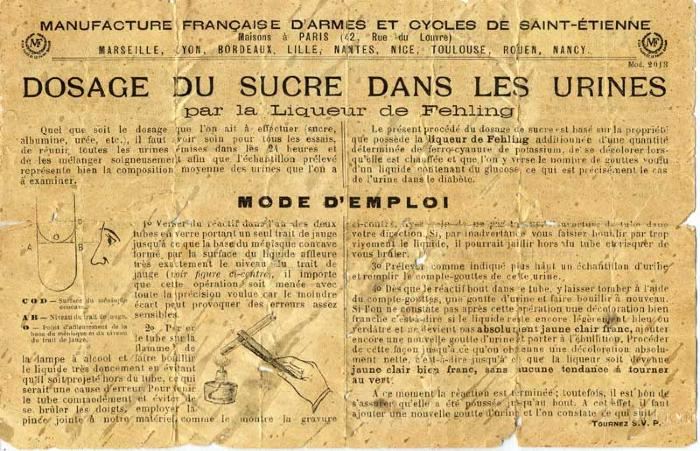 MANUFACTURE FRANÇAISE D'ARMES ET CYCLES DE SAINT-ÉTIENNE
Maisons à PARIS (42, Rue du Louvre)
MARSEILLE, LYON, BORDEAUX, LILLE, NANTES, NICE, TOULOUSE, ROUEN, NANCY.
MF
MF
Mod. 2013
DOSAGE DU SUCRE DANS LES URINES
par la Liqueur de Fehling
Quel que soit le dosage que l'on ait à effectuer (sucre,
albumine, urée, etc.), il faut avoir soin pour tous les essais,
de réunir toutes les urines émises dans les 24 heures et
de les mélanger soigneusement afin que l'échantillon prélevé
représente bien la composition moyenne des urines que l'on a
à examiner.
Le présent procédé du dosage de sucre est basé sur la propriété
que possède la liqueur de Fehling additionnée d'une quantité
déterminée de ferro-cyanure de potassium, de se décolorer lors-
qu'elle est chauffée et que l'on y verse le nombre de gouttes voulu
d'un liquide contenant du glucose, ce qui est précisément le cas
de l'urine dans le diabète.
MODE D'EMPLOI
C D
A B
O
COD — Surface du ménisque
concave.
AB — Niveau du trait de jauge.
O — Point d'affleurement de la
base du ménisque et du niveau
du trait de jauge.
1o Verser du réactif dans l'un des deux
tubes en verre portant un seul trait de jauge
jusqu'à ce que la base du ménisque concave
formé par la surface du liquide affleure
très exactement le niveau du trait de
jauge (voir figure ci-contre), il importe
que cette opération soit menée avec
toute la précision voulue car le moindre
écart peut provoquer des erreurs assez
sensibles.
2o
le tube sur la
flamme de
la lampe à alcool et faire bouillir
le liquide très doucement en évitant
qu'il soit projeté hors du tube, ce qui
serait une cause d'erreur. Pour tenir
le tube commodément et éviter de
se brûler les doigts, employer la
pince jointe à notre matériel comme le montre la gravure
ci-contre. du tube dans
votre direction. Si, par inadvertance vous faisiez bouillir par trop
vivement le liquide, il pourrait jaillir hors du tube et risquer de
vous brûler.
3o Prélever comme indiqué plus haut un échantillon d'urine
et remplir le compte-gouttes de cette urine.
4o Dès que le réactif bout dans le tube, y laisser tomber à l'aide
du compte-gouttes, une goutte d'urine et faire bouillir à nouveau.
Si l'on ne constate pas après cette opération une décoloration bien
franche c'est-à-dire si le liquide reste encore légèrement bleu ou
verdâtre et ne devient pas absolument jaune clair franc, ajouter
encore une nouvelle goutte d'urine et porter à l'ébullition. Procéder
de cette façon jusqu'à ce qu'on obtienne une décoloration absolu-
ment nette, c'est-à-dire jusqu'à ce que la liqueur soit devenue
jaune clair bien franc, sans aucune tendance à tourner
au vert.
A ce moment la réaction est terminée ; toutefois, il est bon de
s'assurer qu'elle a été poussée jusqu'au bout. A cet effet, il faut
ajouter une nouvelle goutte d'urine et l'on constate ce qui suit :
TOURNEZ S.V.P.